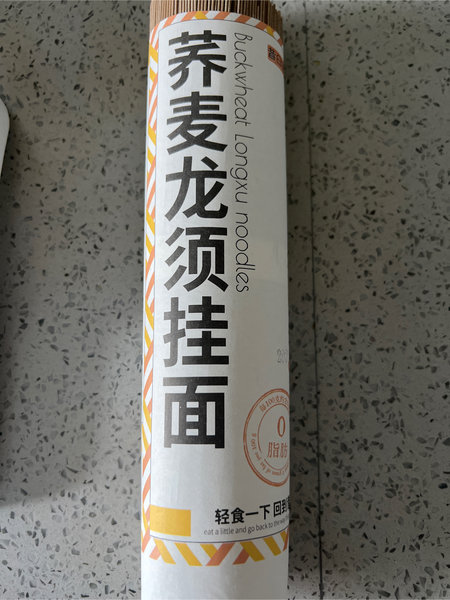 荞麦龙须挂面
Buckwheat Longxu noodles
0
脂肪
轻食一下 回到
eat a little and go back to the